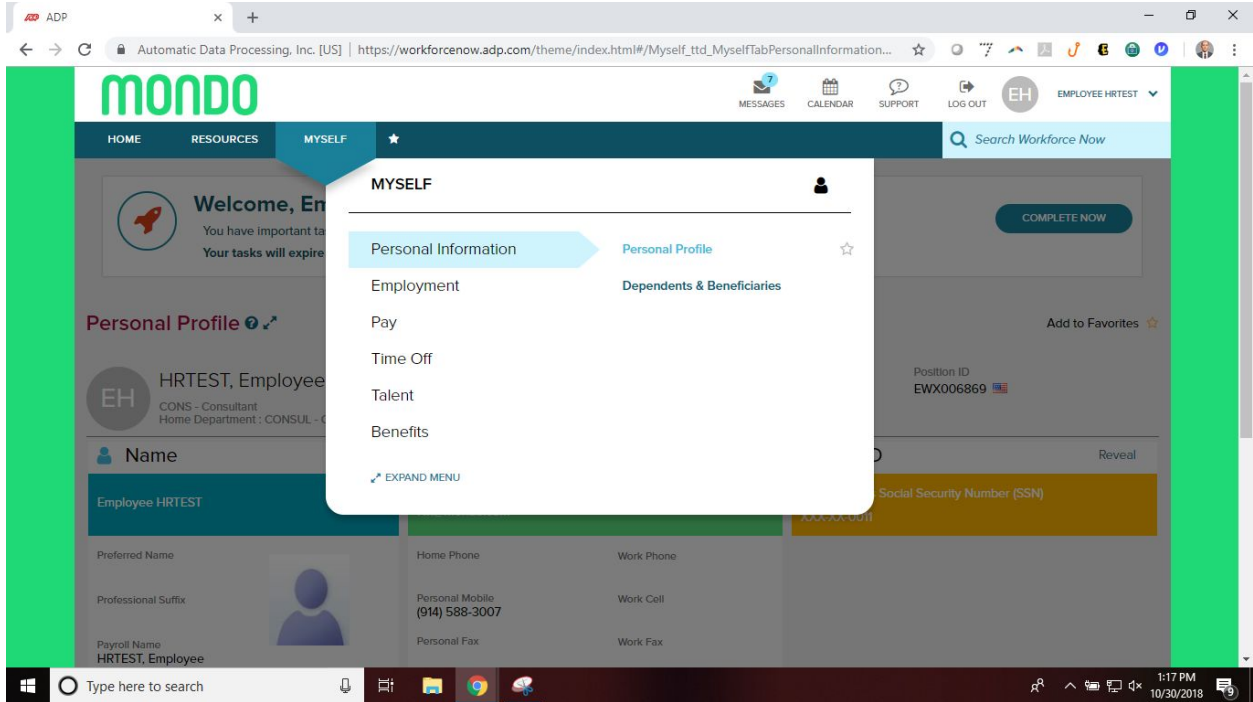 ADP
Automatic Data Processing, Inc. [US] | https://workforcenow.adp.com/theme/index.html#/Myself_ttd_MyselfTabPersonalInformation...
MONDO
7
MESSAGES
CALENDAR
SUPPORT
LOG OUT
EH
EMPLOYEE HRTEST
HOME
RESOURCES
MYSELF
Search Workforce Now
MYSELF
Welcome, Em
You have important ta
Your tasks will expire
COMPLETE NOW
Personal Information
Personal Profile
Employment
Dependents & Beneficiaries
Pay
Time Off
Talent
Benefits
EXPAND MENU
Personal Profile
Add to Favorites
EH
HRTEST, Employee
CONS - Consultant
Home Department : CONSUL - C
Position ID
EWX006869
Name
Reveal
Employee HRTEST
Social Security Number (SSN)
XXX-XX-0011
Preferred Name
Home Phone
Work Phone
Professional Suffix
Personal Mobile
(914) 588-3007
Work Cell
Payroll Name
HRTEST, Employee
Personal Fax
Work Fax
Type here to search
1:17 PM
10/30/2018
9